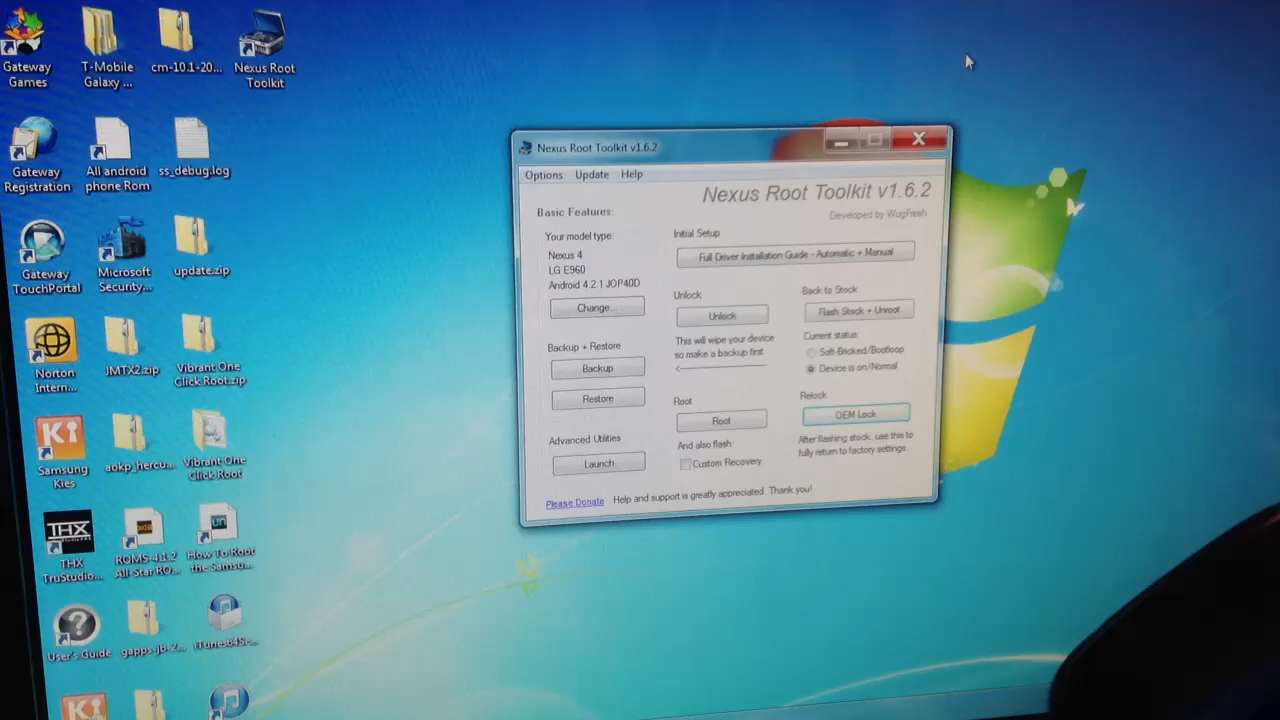 Gateway
Games
T-Mobile
Galaxy ...
cm-10.1-20...
Nexus Root
Toolkit
Gateway
Registration
All android
phone Rom
ss_debug.log
Gateway
TouchPortal
Microsoft
Security...
update.zip
Norton
Intern...
JMTX2.zip
Vibrant One
Click Root.zip
Samsung
Kies
aokp_hercu...
Vibrant One
Click Root
THX
THX
TruStudio...
ROMS-4.1.2
All-Star RO...
un
How To Root
the Samsu...
User's Guide
gapps-jb-2...
iTunes64Se...
Nexus Root Toolkit v1.6.2
Options Update Help
Nexus Root Toolkit v1.6.2
Developed by WugFresh
Basic Features:
Your model type:
Nexus 4
LG E960
Android 4.2.1 JOP40D
Change...
Backup + Restore
Backup
Restore
Advanced Utilities
Launch
Initial Setup
Full Driver Installation Guide - Automatic + Manual
Unlock
Unlock
This will wipe your device
so make a backup first
<----------------
Root
Root
And also flash:
Custom Recovery
Back to Stock
Flash Stock + Unroot
Current status:
Soft-Bricked/Bootloop
Device is on/Normal
Relock
OEM Lock
After flashing stock; use this to
fully return to factory settings.
Please Donate Help and support is greatly appreciated. Thank you!